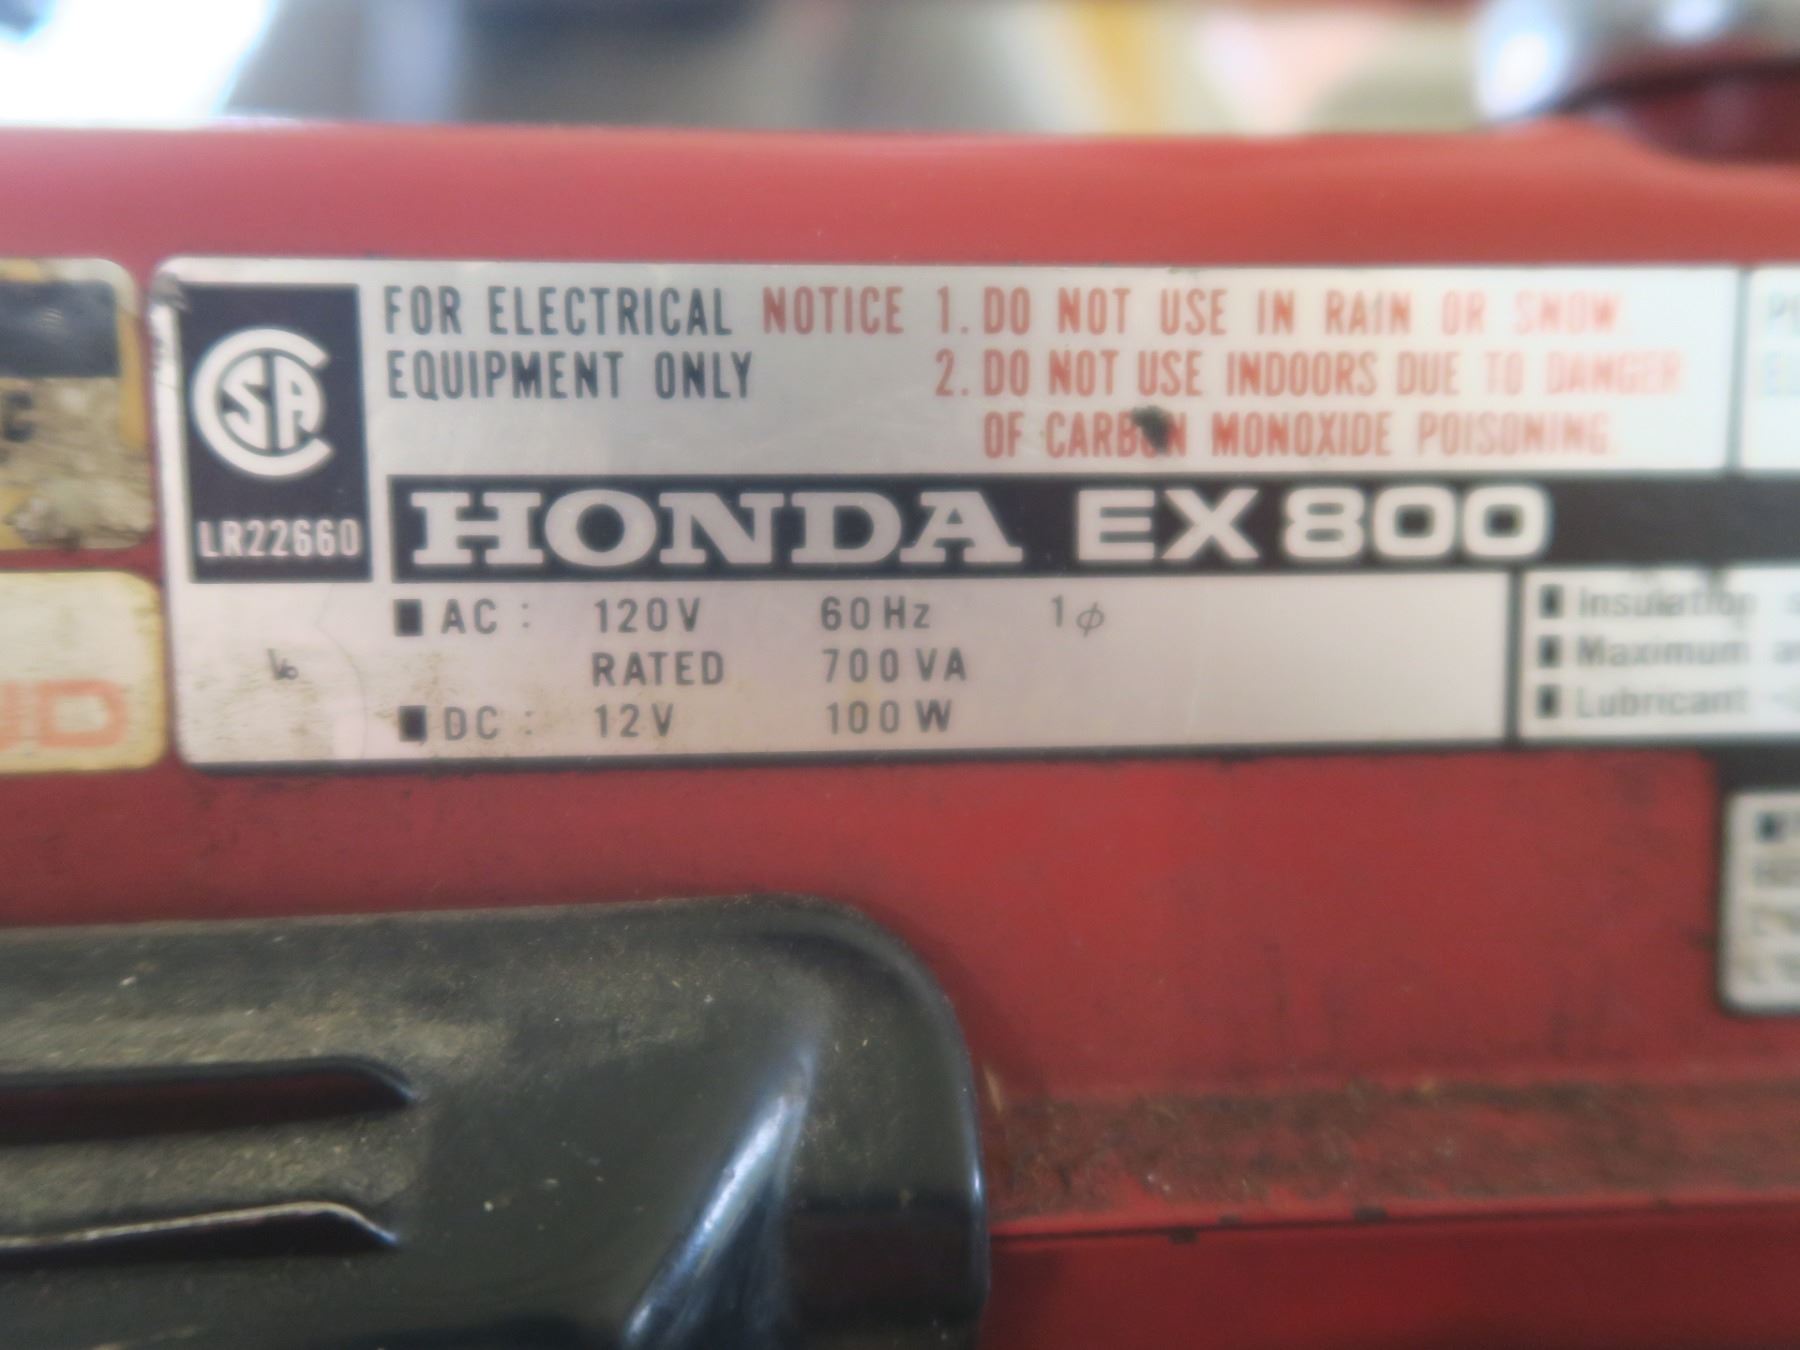 FOR ELECTRICAL EQUIPMENT ONLY
NOTICE 1. DO NOT USE IN RAIN OR SNOW
2. DO NOT USE INDOORS DUE TO DANGER
OF CARBON MONOXIDE POISONING.
CSA
LR22660
HONDA EX800
■ AC : 120V 60Hz 1φ
RATED 700VA
■ DC : 12V 100W
■ Insulation
■ Maximum
■ Lubricant